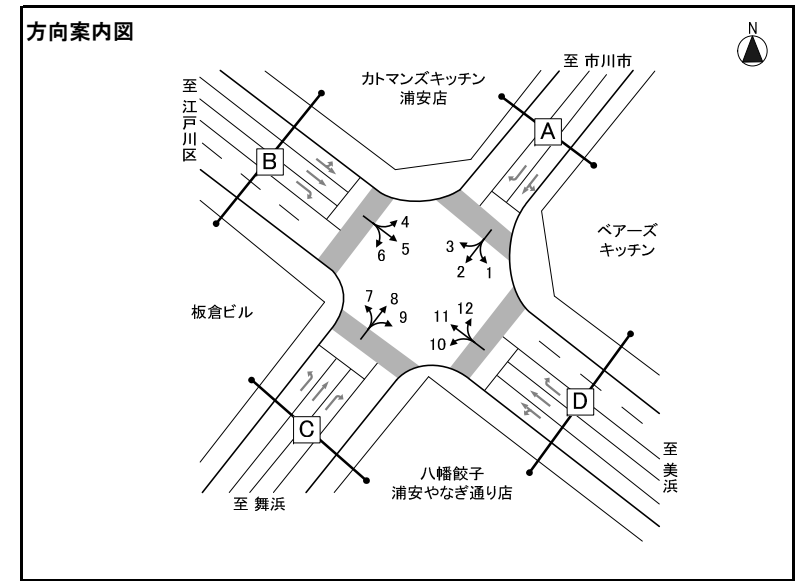 方向案内図
N
至 市川市
カトマンズキッチン
浦安店
至江戸川区
A
B
ベアーズ
キッチン
4
5
6
3
2
1
板倉ビル
7
8
9
11
12
10
C
D
至美浜
八幡餃子
浦安やなぎ通り店
至 舞浜